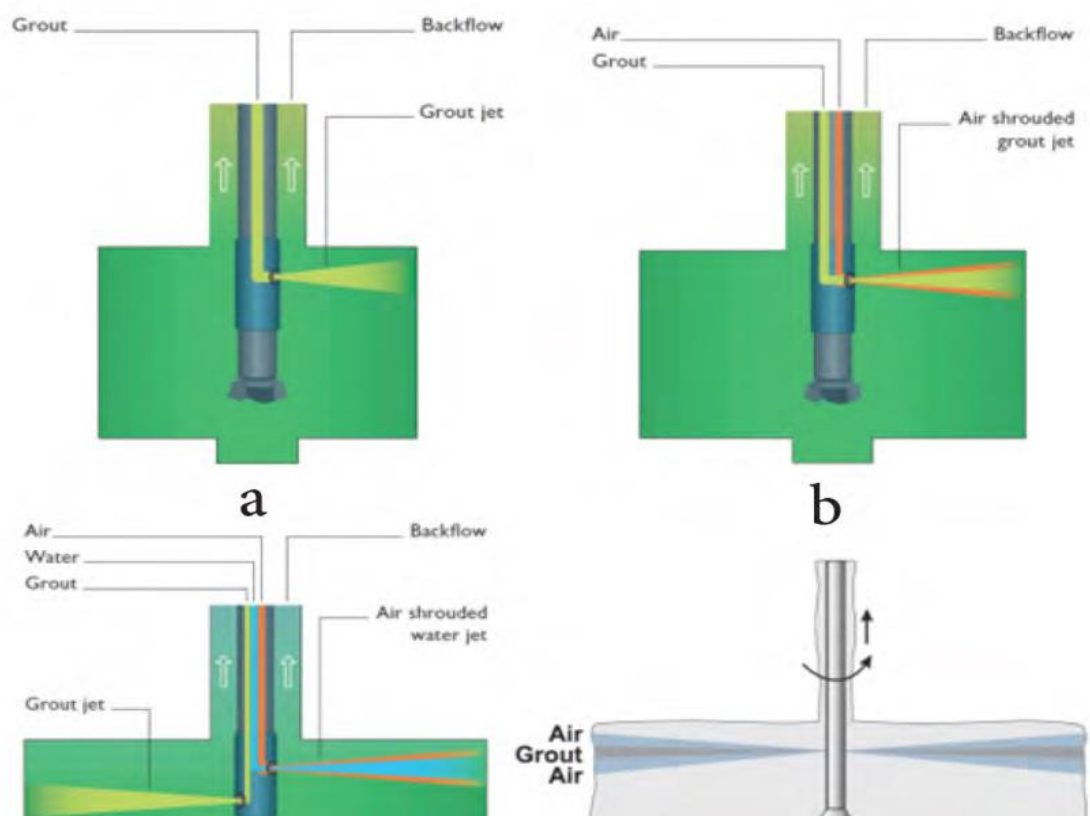 Grout
Backflow
Grout jet
Air
Grout
Backflow
Air shrouded
grout jet
a
b
Air
Water
Grout
Backflow
Air shrouded
water jet
Grout jet
Air
Grout
Air